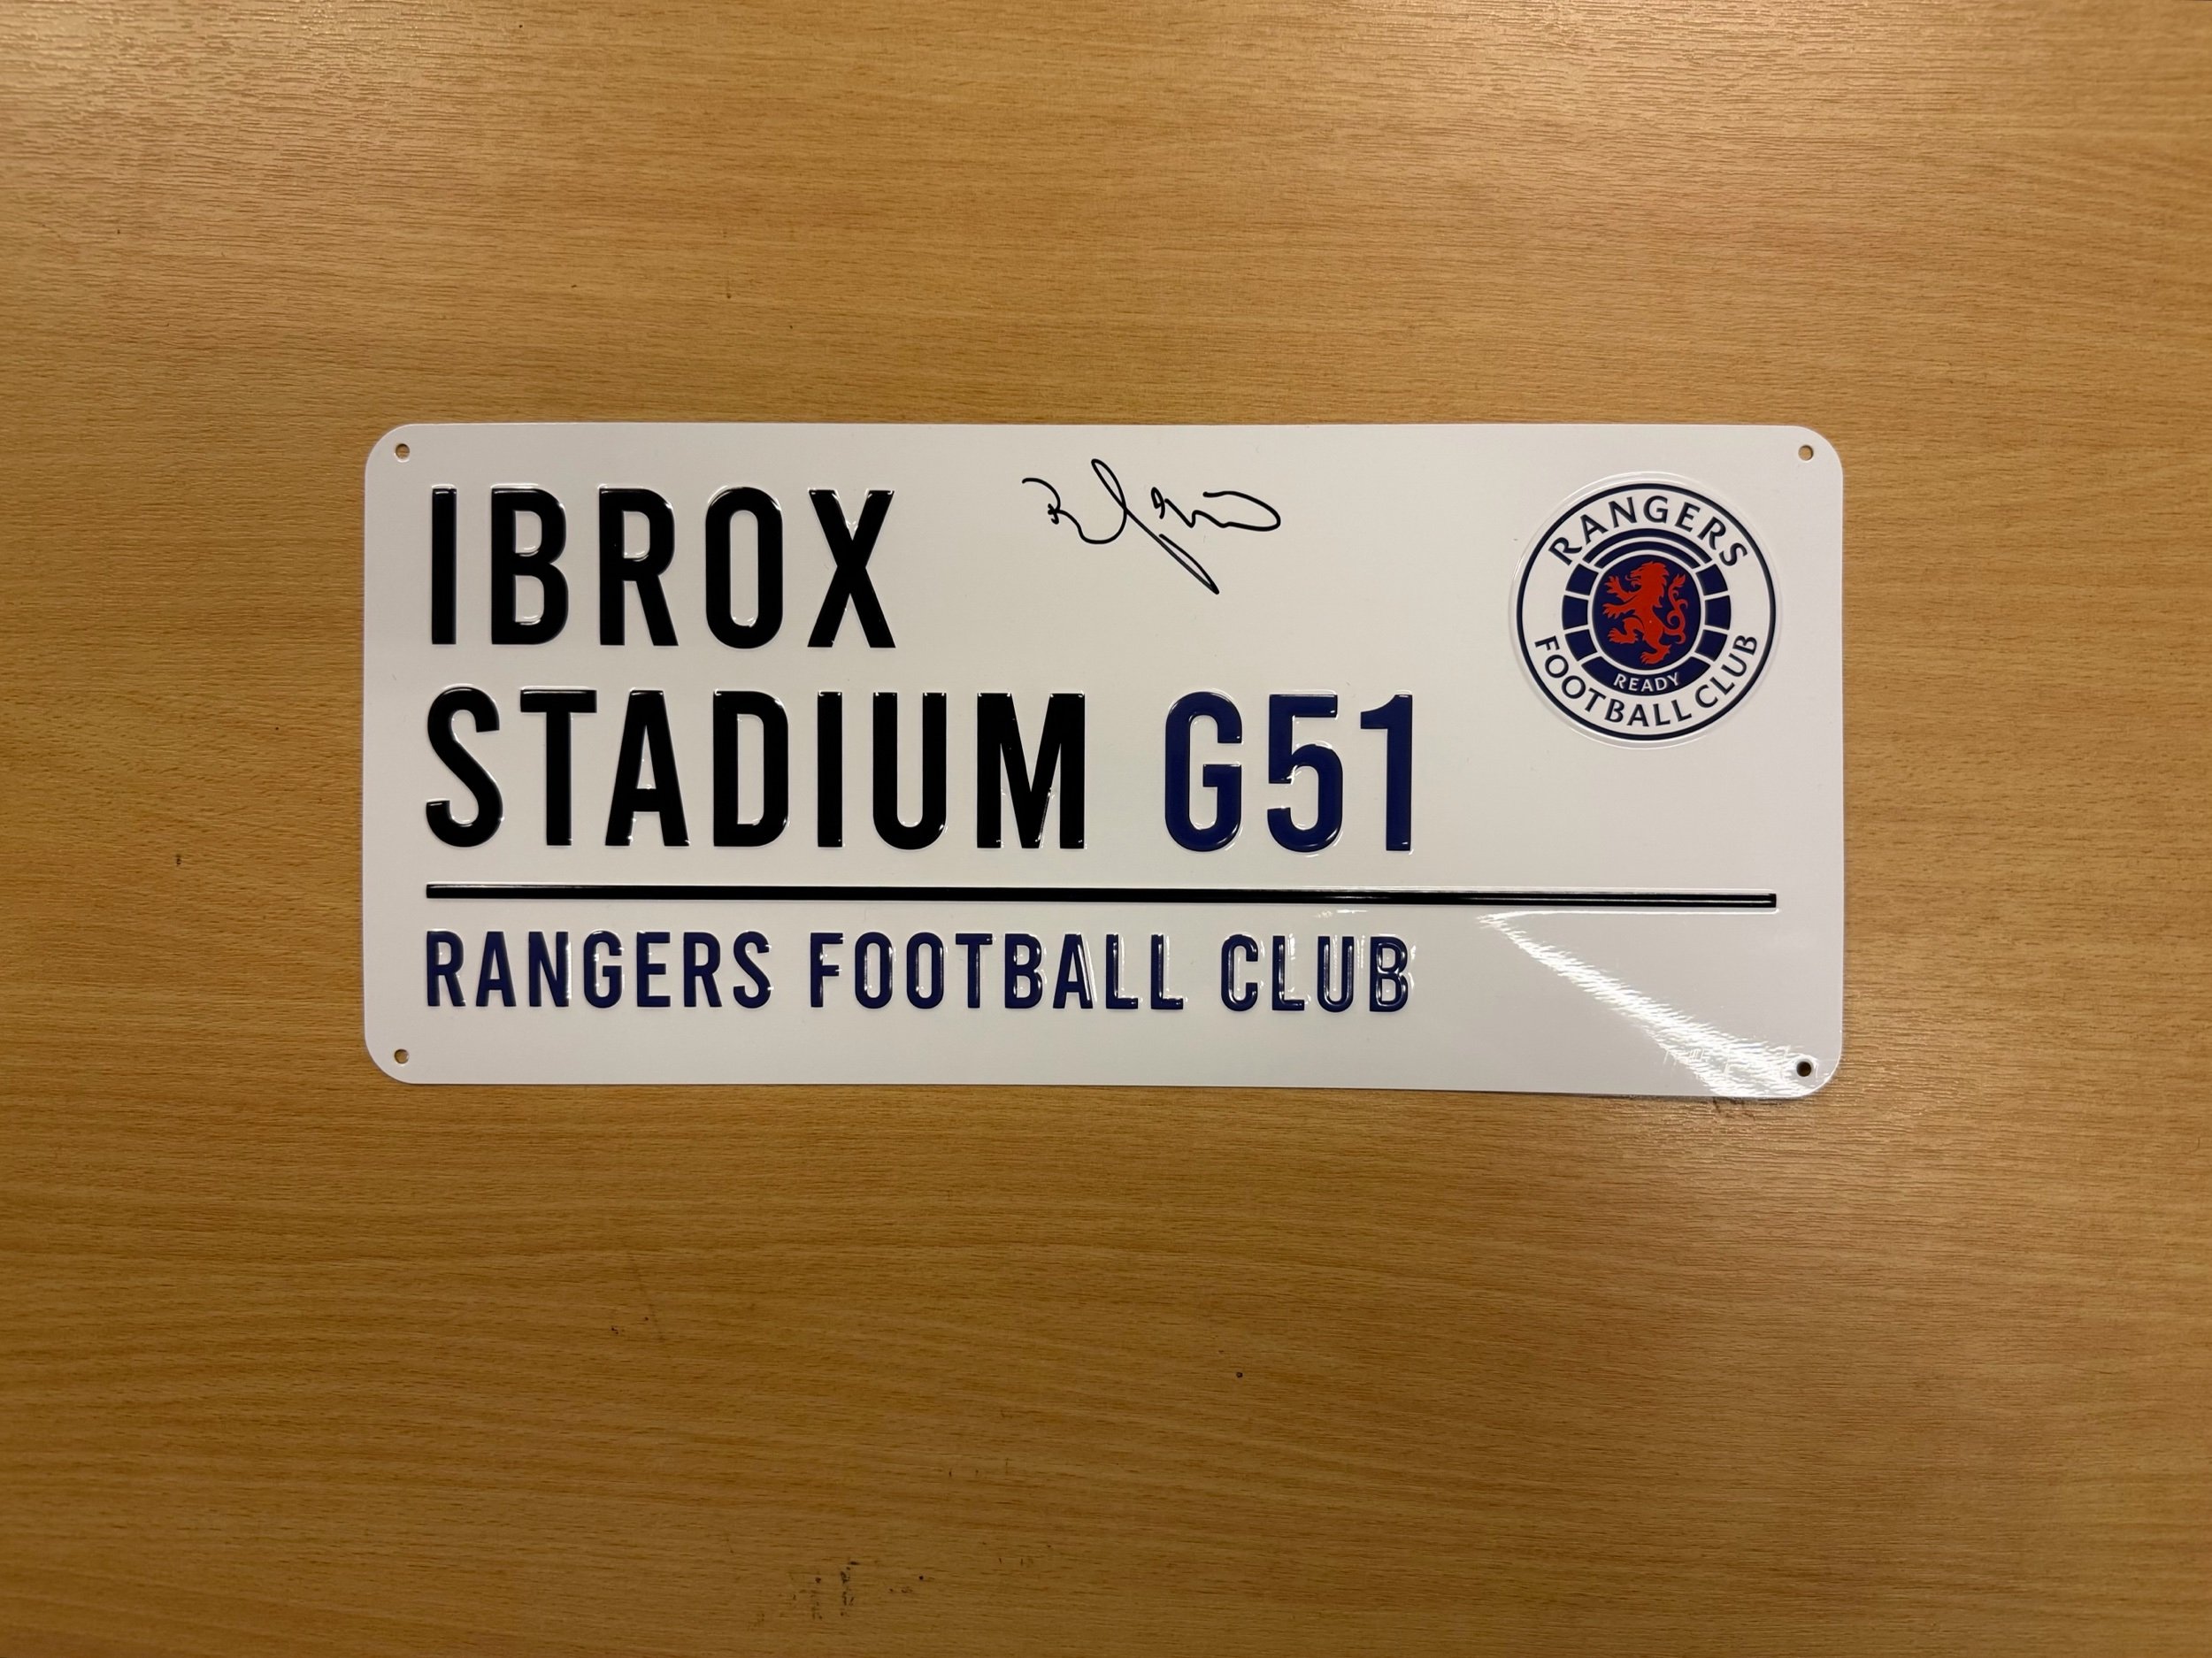 IBROX
STADIUM G51
RANGERS FOOTBALL CLUB
RANGERS
READY
FOOTBALL CLUB